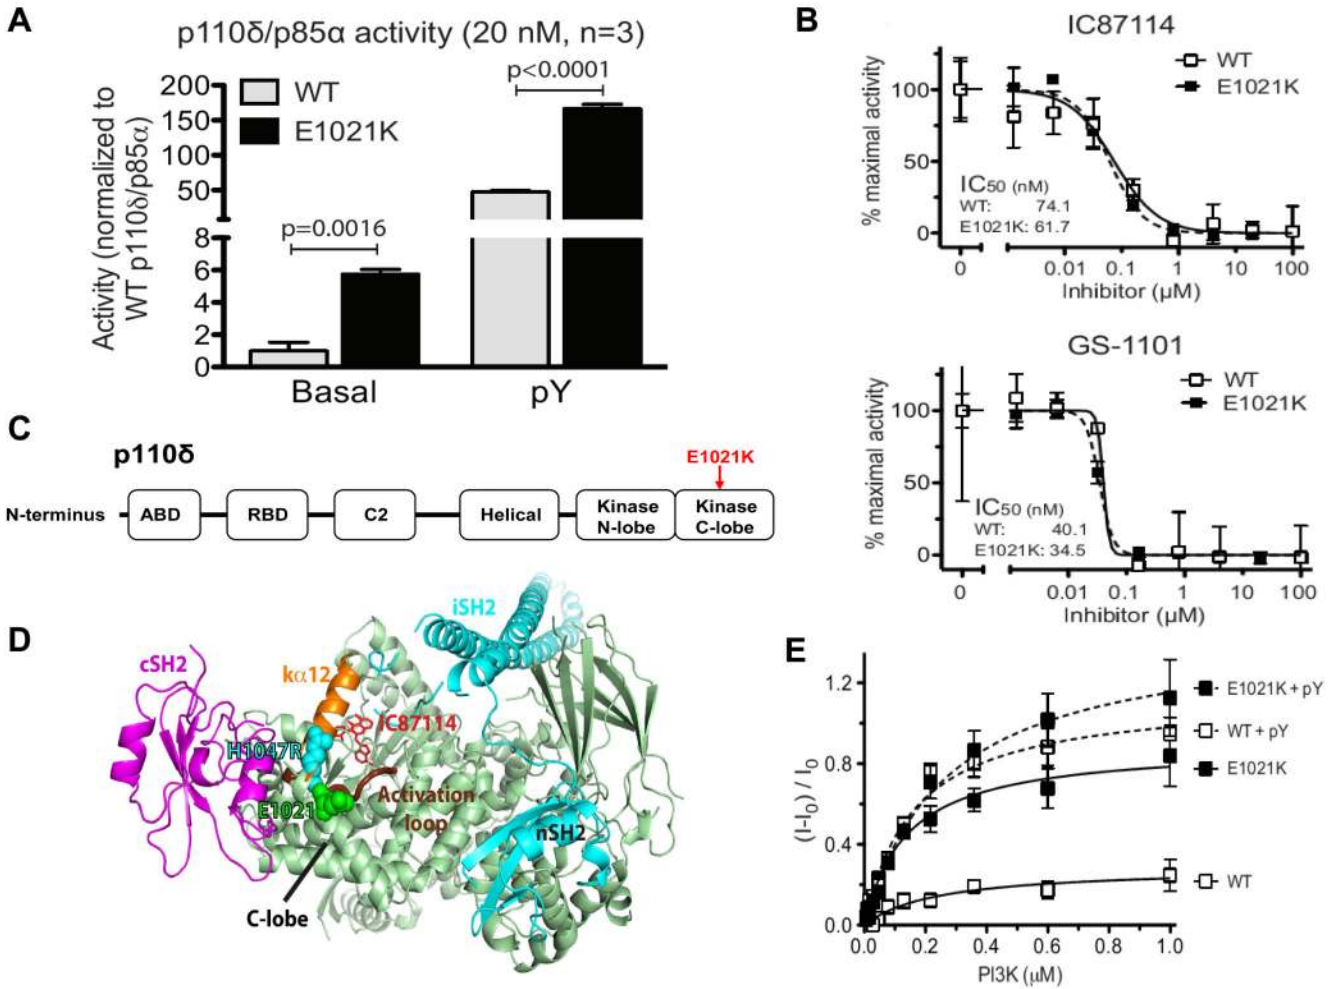 A
p110δ/p85α activity (20 nM, n=3)
Activity (normalized to
WT p110δ/p85α)
200
150
100
50
8
6
4
2
0
WT
E1021K
p=0.0016
p<0.0001
Basal
pY
B
IC87114
WT
E1021K
% maximal activity
100
50
0
IC50 (nM)
WT: 74.1
E1021K: 61.7
0 0.01 0.1 1 10 100
Inhibitor (µM)
GS-1101
WT
E1021K
% maximal activity
100
50
0
IC50 (nM)
WT: 40.1
E1021K: 34.5
0 0.01 0.1 1 10 100
Inhibitor (µM)
C
p110δ
E1021K
N-terminus
ABD
RBD
C2
Helical
Kinase
N-lobe
Kinase
C-lobe
D
cSH2
kα12
iSH2
IC87114
H1047R
E1021
Activation
loop
nSH2
C-lobe
E
(I-I0) / I0
1.2
0.8
0.4
0.0
E1021K + pY
WT + pY
E1021K
WT
0.0 0.2 0.4 0.6 0.8 1.0
PI3K (µM)